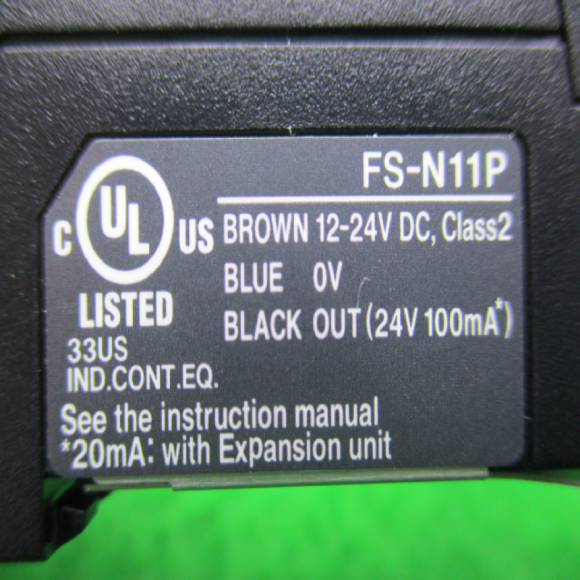 FS-N11P
C UL US
LISTED
33US
IND.CONT.EQ.
BROWN 12-24V DC, Class2
BLUE 0V
BLACK OUT (24V 100mA*)
See the instruction manual
*20mA: with Expansion unit